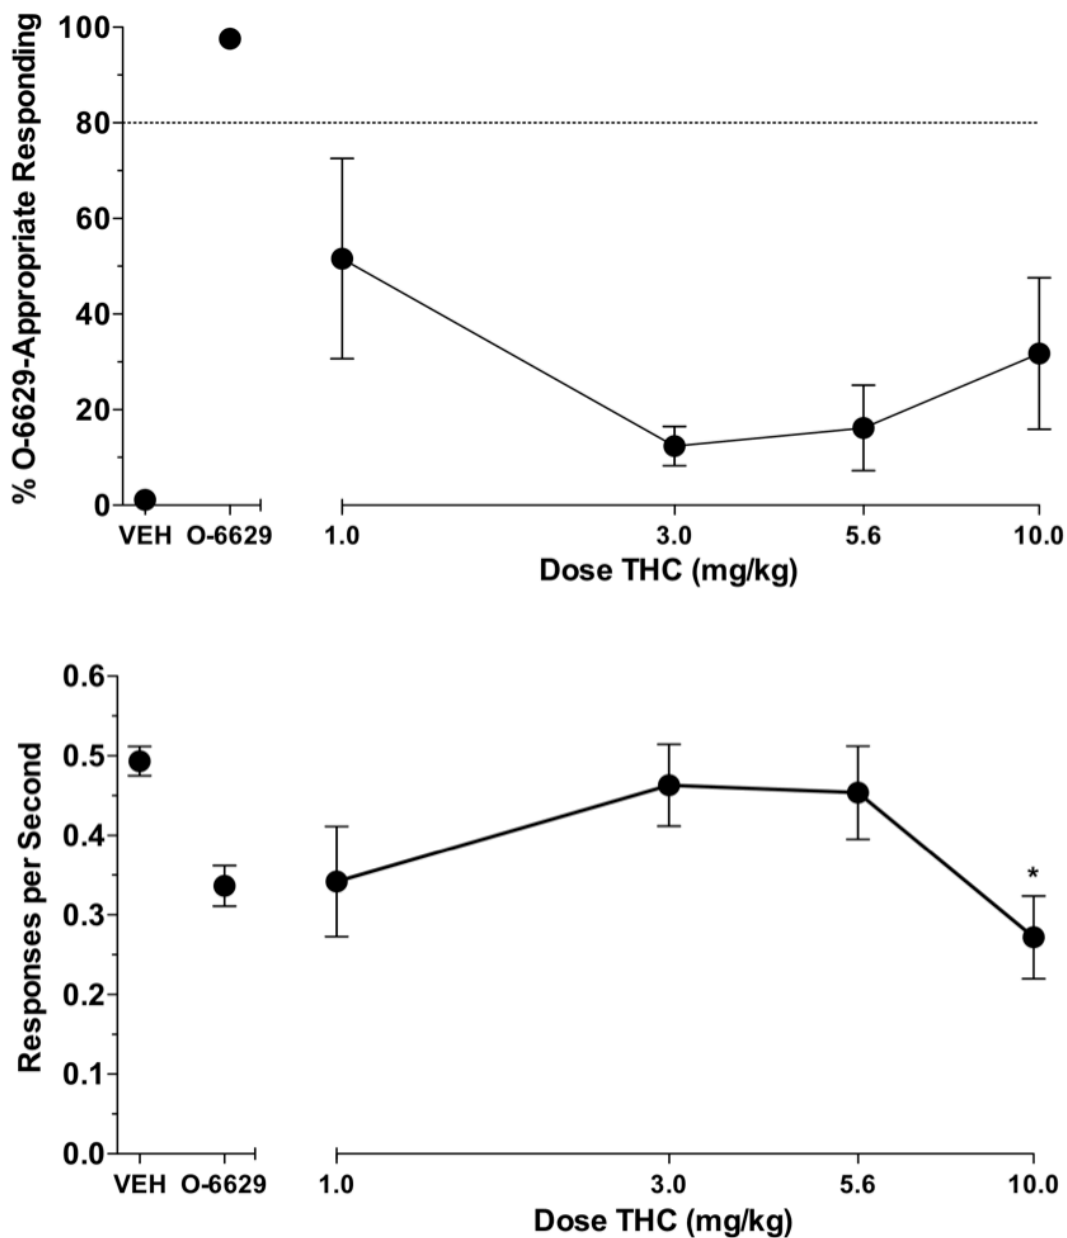 % O-6629-Appropriate Responding
100
80
60
40
20
0
VEH O-6629 1.0 3.0 5.6 10.0
Dose THC (mg/kg)
Responses per Second
0.6
0.5
0.4
0.3
0.2
0.1
0.0
*
VEH O-6629 1.0 3.0 5.6 10.0
Dose THC (mg/kg)